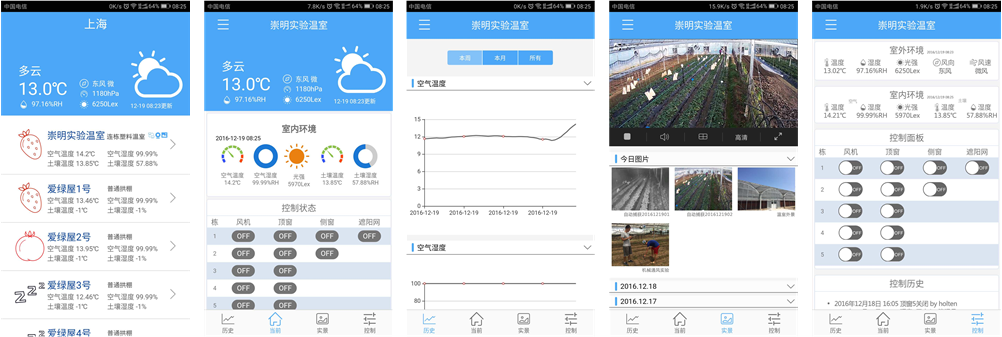 中国电信 0K/s 64% 08:25
上海
多云
13.0℃
97.16%RH
东风 微
1180hPa
6250Lex
12-19 08:23更新
崇明实验温室 连栋塑料温室
空气温度 14.2℃ 空气湿度 99.99%
土壤温度 13.85℃ 土壤湿度 57.88%
爱绿屋1号 普通拱棚
空气温度 13.46℃ 空气湿度 99.99%
土壤温度 -1℃ 土壤湿度 -1%
爱绿屋2号 普通拱棚
空气温度 13.95℃ 空气湿度 99.99%
土壤温度 -1℃ 土壤湿度 -1%
爱绿屋3号 普通拱棚
空气温度 12.46℃ 空气湿度 99.99%
土壤温度 -1℃ 土壤湿度 -1%
爱绿屋4号 普通拱棚
中国电信 7.8K/s 64% 08:25
崇明实验温室
多云
13.0℃
97.16%RH
东风 微
1180hPa
6250Lex
12-19 08:23更新
室内环境
2016-12-19 08:25
空气温度 空气湿度 光强 土壤温度 土壤湿度
14.2℃ 99.99%RH 5970Lex 13.85℃ 57.88%RH
控制状态
栋 风机 顶窗 侧窗 遮阳网
1 OFF OFF OFF OFF
2 OFF OFF OFF
3 OFF OFF
4 OFF OFF
5 OFF OFF
历史 当前 实景 控制
中国电信 0K/s 64% 08:25
崇明实验温室
本周 本月 所有
空气温度
15
12
9
6
3
0
2016-12-19 2016-12-19 2016-12-19 2016-12-19
空气湿度
100
80
历史 当前 实景 控制
中国电信 15.9K/s 64% 08:25
崇明实验温室
高清
今日图片
自动捕获2016121901 自动捕获2016121902 温室外景
机械通风实验
2016.12.18
2016.12.17
历史 当前 实景 控制
中国电信 1.9K/s 64% 08:25
崇明实验温室
室外环境 2016-12-19 08:25
温度 湿度 光强 风向 风速
13.02℃ 97.16%RH 6250Lex 东风 微风
室内环境 2016-12-19 08:25
空气 土壤
温度 湿度 光强 温度 湿度
14.21℃ 99.99%RH 5970Lex 13.85℃ 57.88%RH
控制面板
栋 风机 顶窗 侧窗 遮阳网
1 OFF OFF OFF OFF
2 OFF OFF OFF
3 OFF OFF
4 OFF OFF
5 OFF OFF
控制历史
2016年12月18日 16:05 顶窗5关闭 by holten
历史 当前 实景 控制